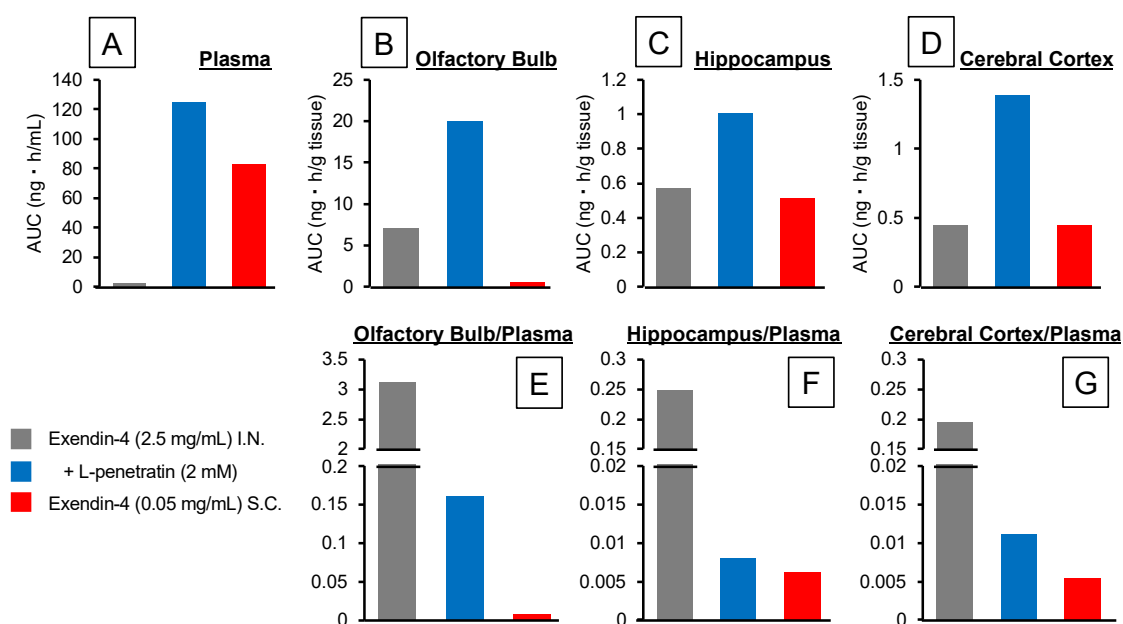 A
Plasma
AUC (ng・h/mL)
140
120
100
80
60
40
20
0
B
Olfactory Bulb
AUC (ng・h/g tissue)
25
20
15
10
5
0
C
Hippocampus
AUC (ng・h/g tissue)
1.2
1
0.8
0.6
0.4
0.2
0
D
Cerebral Cortex
AUC (ng・h/g tissue)
1.5
1
0.5
0
Olfactory Bulb/Plasma
E
3.5
3
2.5
2
0.2
0.15
0.1
0.05
0
Hippocampus/Plasma
F
0.3
0.25
0.2
0.15
0.02
0.015
0.01
0.005
0
Cerebral Cortex/Plasma
G
0.3
0.25
0.2
0.15
0.02
0.015
0.01
0.005
0
Exendin-4 (2.5 mg/mL) I.N.
+ L-penetratin (2 mM)
Exendin-4 (0.05 mg/mL) S.C.